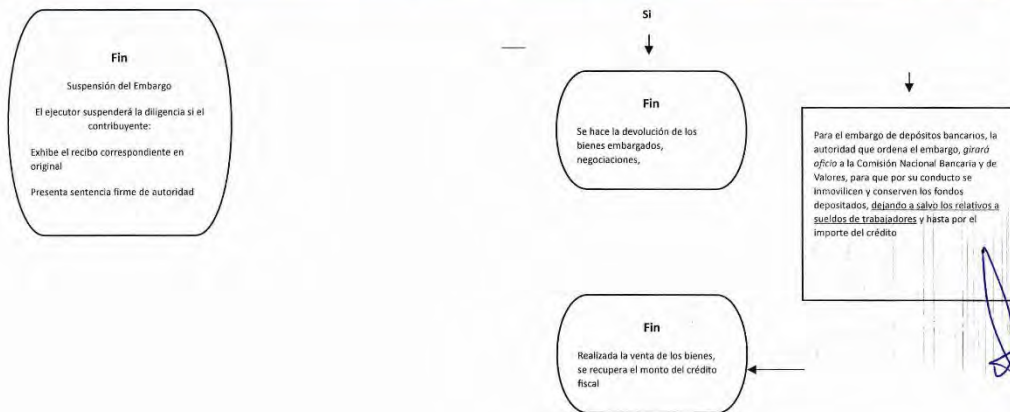 Fin
Suspensión del Embargo
El ejecutor suspenderá la diligencia si el
contribuyente:
Exhibe el recibo correspondiente en
original
Presenta sentencia firme de autoridad
Si
Fin
Se hace la devolución de los
bienes embargados,
negociaciones,
Para el embargo de depósitos bancarios, la
autoridad que ordena el embargo, girará
oficio a la Comisión Nacional Bancaria y de
Valores, para que por su conducto se
inmovilicen y conserven los fondos
depositados, dejando a salvo los relativos a
sueldos de trabajadores y hasta por el
importe del crédito
Fin
Realizada la venta de los bienes,
se recupera el monto del crédito
fiscal